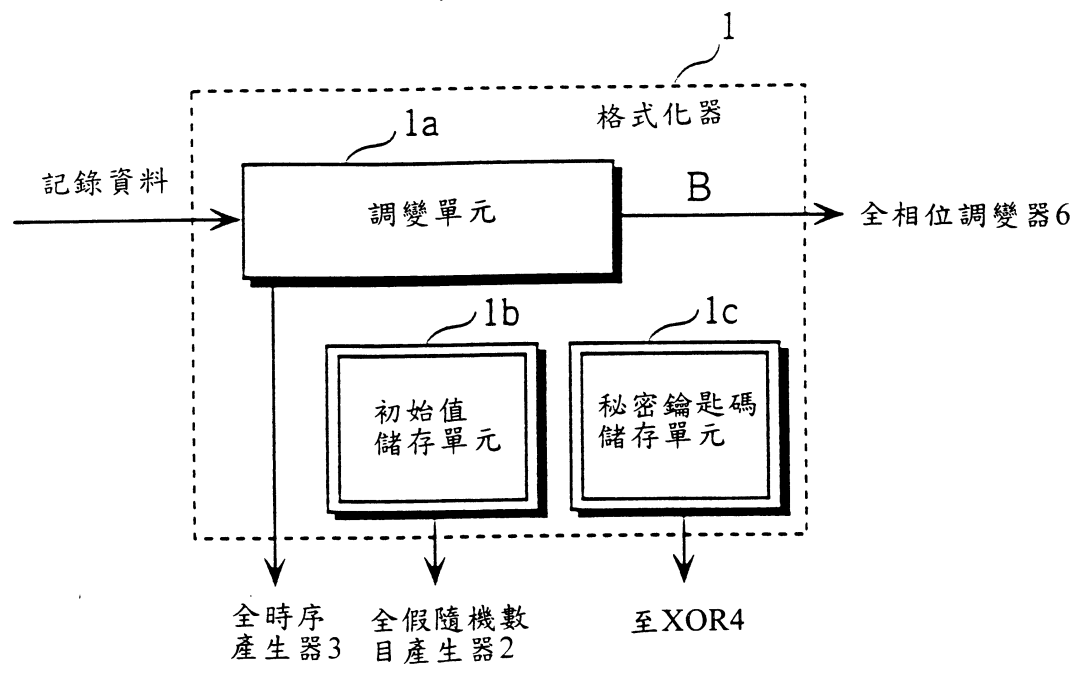 1
格式化器
1a
記錄資料
調變單元
B
全相位調變器6
1b
1c
初始值
儲存單元
秘密鑰匙碼
儲存單元
全時序
產生器3
全假隨機數
目產生器2
至XOR4